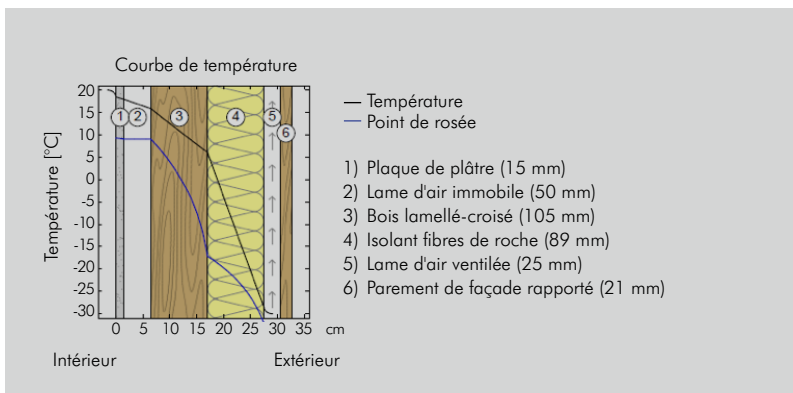 Courbe de température
Température [°C]
20
15
10
5
0
-5
-10
-15
-20
-25
-30
1
2
3
4
5
6
0 5 10 15 20 25 30 35 cm
Intérieur
Extérieur
Température
Point de rosée
1) Plaque de plâtre (15 mm)
2) Lame d'air immobile (50 mm)
3) Bois lamellé-croisé (105 mm)
4) Isolant fibres de roche (89 mm)
5) Lame d'air ventilée (25 mm)
6) Parement de façade rapporté (21 mm)